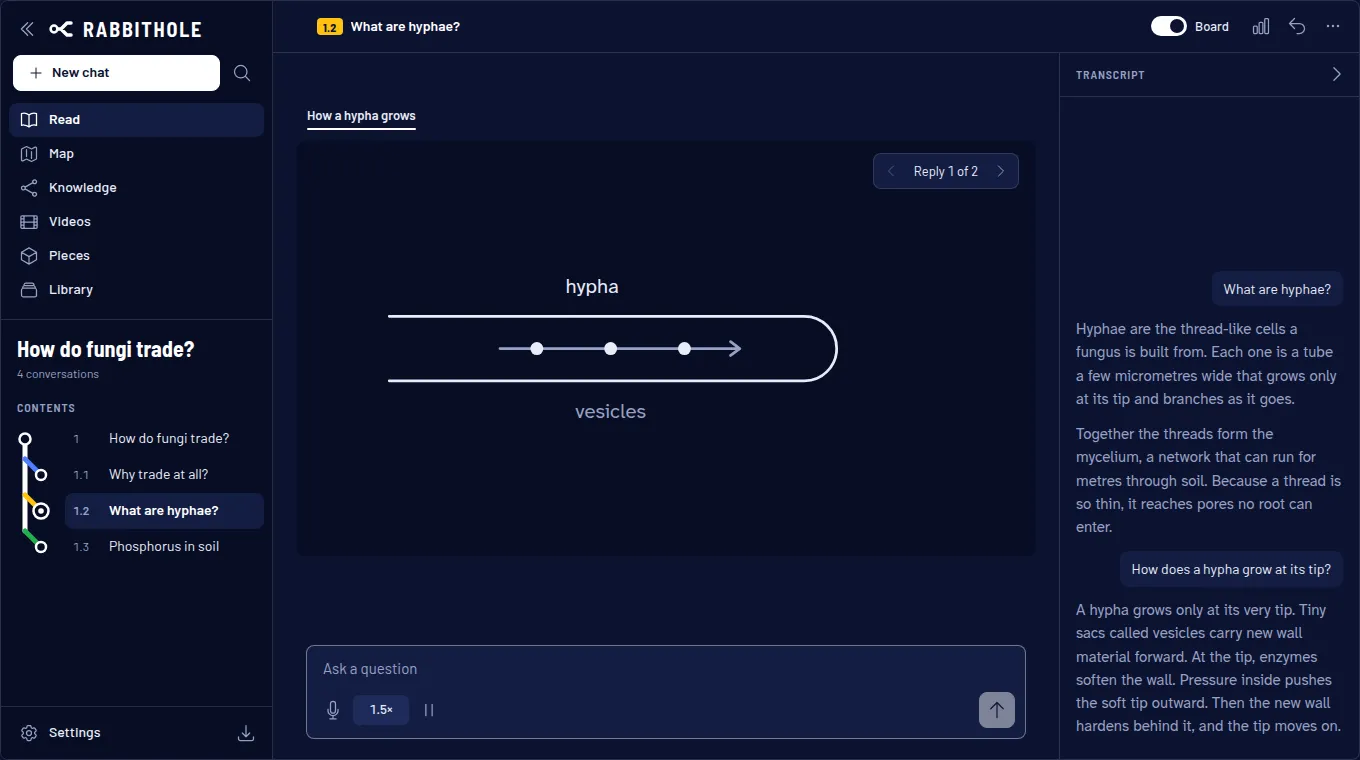 RABBITHOLE
New chat
Read
Map
Knowledge
Videos
Pieces
Library
How do fungi trade?
4 conversations
CONTENTS
1 How do fungi trade?
1.1 Why trade at all?
1.2 What are hyphae?
1.3 Phosphorus in soil
Settings
1.2 What are hyphae?
Board
How a hypha grows
Reply 1 of 2
hypha
vesicles
Ask a question
1.5×
TRANSCRIPT
What are hyphae?
Hyphae are the thread-like cells a
fungus is built from. Each one is a tube
a few micrometres wide that grows only
at its tip and branches as it goes.
Together the threads form the
mycelium, a network that can run for
metres through soil. Because a thread is
so thin, it reaches pores no root can
enter.
How does a hypha grow at its tip?
A hypha grows only at its very tip. Tiny
sacs called vesicles carry new wall
material forward. At the tip, enzymes
soften the wall. Pressure inside pushes
the soft tip outward. Then the new wall
hardens behind it, and the tip moves on.